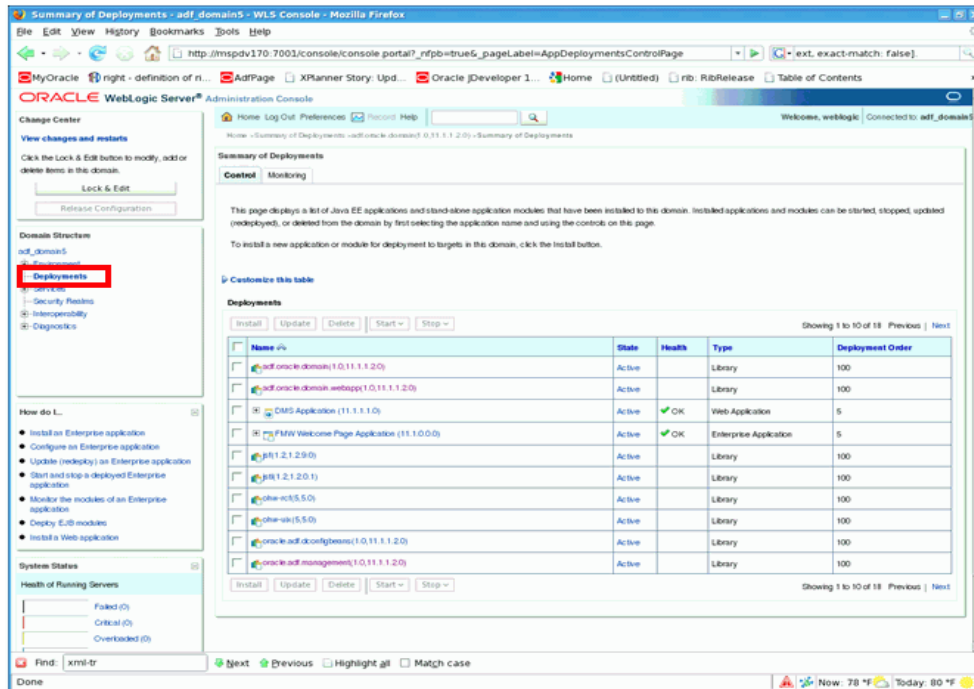 Summary of Deployments - adf_domain5 - WLS Console - Mozilla Firefox
File Edit View History Bookmarks Tools Help
http://mspdv170:7001/console/console.portal?_nfpb=true&_pageLabel=AppDeploymentsControlPage
ext, exact-match: false].
MyOracle right - definition of r... AdfPage XPlanner Story: Upd... Oracle JDeveloper 1... Home (Untitled) rib: RibRelease Table of Contents
ORACLE WebLogic Server® Administration Console
Change Center
View changes and restarts
Click the Lock & Edit button to modify, add or
delete items in this domain.
Lock & Edit
Release Configuration
Domain Structure
adf_domain5
Environment
Deployments
Services
Security Realms
Interoperability
Diagnostics
How do I...
Install an Enterprise application
Configure an Enterprise application
Update (redeploy) an Enterprise application
Start and stop a deployed Enterprise
application
Monitor the modules of an Enterprise
application
Deploy EJB modules
Install a Web application
System Status
Health of Running Servers
Failed (0)
Critical (0)
Overloaded (0)
Home Log Out Preferences Record Help
Welcome, weblogic Connected to: adf_domain5
Home >Summary of Deployments >adf.oracle.domain(1.0,11.1.1.2.0) >Summary of Deployments
Summary of Deployments
Control Monitoring
This page displays a list of Java EE applications and stand-alone application modules that have been installed to this domain. Installed applications and modules can be started, stopped, updated
(redeployed), or deleted from the domain by first selecting the application name and using the controls on this page.
To install a new application or module for deployment to targets in this domain, click the Install button.
Customize this table
Deployments
Install Update Delete Start Stop
Showing 1 to 10 of 18 Previous | Next
Name State Health Type Deployment Order
adf.oracle.domain(1.0,11.1.1.2.0) Active Library 100
adf.oracle.domain.webapp(1.0,11.1.1.2.0) Active Library 100
DMS Application (11.1.1.1.0) Active OK Web Application 5
FMW Welcome Page Application (11.1.0.0.0) Active OK Enterprise Application 5
jsf(1.2,1.2.9.0) Active Library 100
jstl(1.2,1.2.0.1) Active Library 100
ohw-rcf(5,5.0) Active Library 100
ohw-uix(5,5.0) Active Library 100
oracle.adf.dconfigbeans(1.0,11.1.1.2.0) Active Library 100
oracle.adf.management(1.0,11.1.1.2.0) Active Library 100
Install Update Delete Start Stop
Showing 1 to 10 of 18 Previous | Next
Find: xml-tr Next Previous Highlight all Match case
Done
Now: 78 °F Today: 80 °F